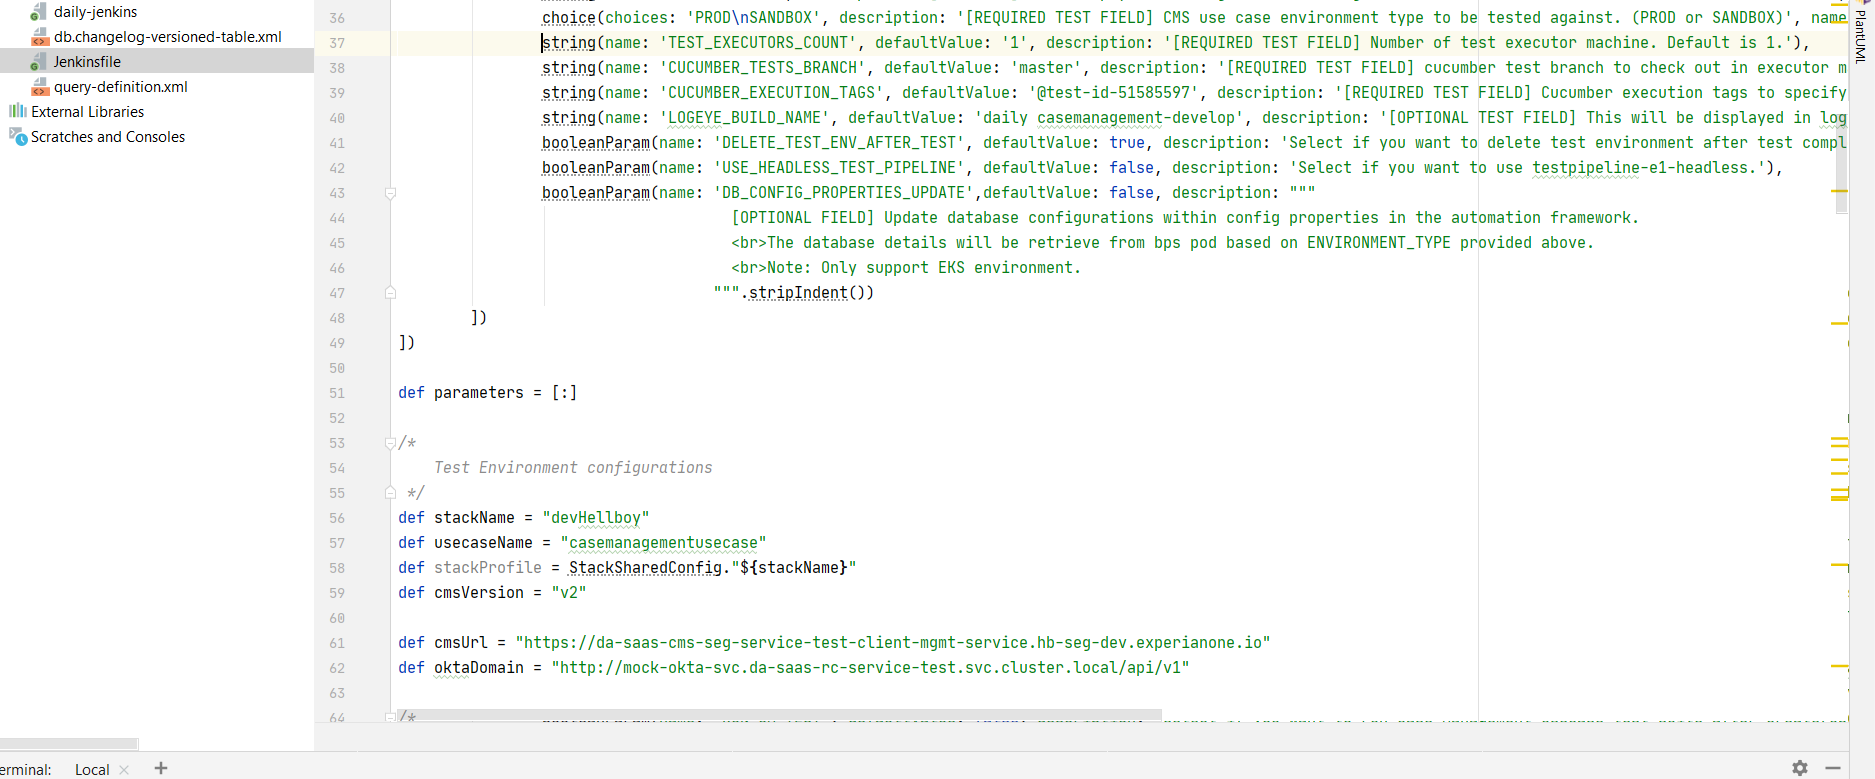 daily-jenkins
db.changelog-versioned-table.xml
Jenkinsfile
query-definition.xml
External Libraries
Scratches and Consoles
36 choice(choices: 'PROD\nSANDBOX', description: '[REQUIRED TEST FIELD] CMS use case environment type to be tested against. (PROD or SANDBOX)', name
37 string(name: 'TEST_EXECUTORS_COUNT', defaultValue: '1', description: '[REQUIRED TEST FIELD] Number of test executor machine. Default is 1.'),
38 string(name: 'CUCUMBER_TESTS_BRANCH', defaultValue: 'master', description: '[REQUIRED TEST FIELD] cucumber test branch to check out in executor m
39 string(name: 'CUCUMBER_EXECUTION_TAGS', defaultValue: '@test-id-51585597', description: '[REQUIRED TEST FIELD] Cucumber execution tags to specify
40 string(name: 'LOGEYE_BUILD_NAME', defaultValue: 'daily casemanagement-develop', description: '[OPTIONAL TEST FIELD] This will be displayed in log
41 booleanParam(name: 'DELETE_TEST_ENV_AFTER_TEST', defaultValue: true, description: 'Select if you want to delete test environment after test compl
42 booleanParam(name: 'USE_HEADLESS_TEST_PIPELINE', defaultValue: false, description: 'Select if you want to use testpipeline-e1-headless.'),
43 booleanParam(name: 'DB_CONFIG_PROPERTIES_UPDATE',defaultValue: false, description: """
44 [OPTIONAL FIELD] Update database configurations within config properties in the automation framework.
45 <br>The database details will be retrieve from bps pod based on ENVIRONMENT_TYPE provided above.
46 <br>Note: Only support EKS environment.
47 """.stripIndent())
48 ])
49 ])
50
51 def parameters = [:]
52
53 /*
54 Test Environment configurations
55 */
56 def stackName = "devHellboy"
57 def usecaseName = "casemanagementusecase"
58 def stackProfile = StackSharedConfig."${stackName}"
59 def cmsVersion = "v2"
60
61 def cmsUrl = "https://da-saas-cms-seg-service-test-client-mgmt-service.hb-seg-dev.experianone.io"
62 def oktaDomain = "http://mock-okta-svc.da-saas-rc-service-test.svc.cluster.local/api/v1"
63
64 /*
PlantUML
erminal: Local × +